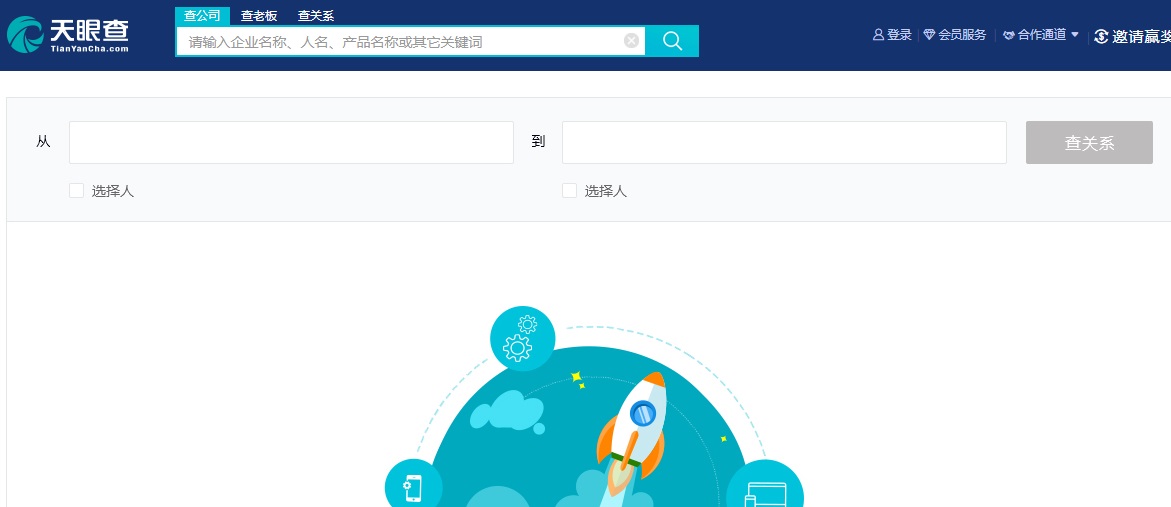 天眼查
TianYanCha.com
查公司 查老板 查关系
请输入企业名称、人名、产品名称或其它关键词
登录 会员服务 合作通道 邀请赢奖
从 到 查关系
选择人 选择人